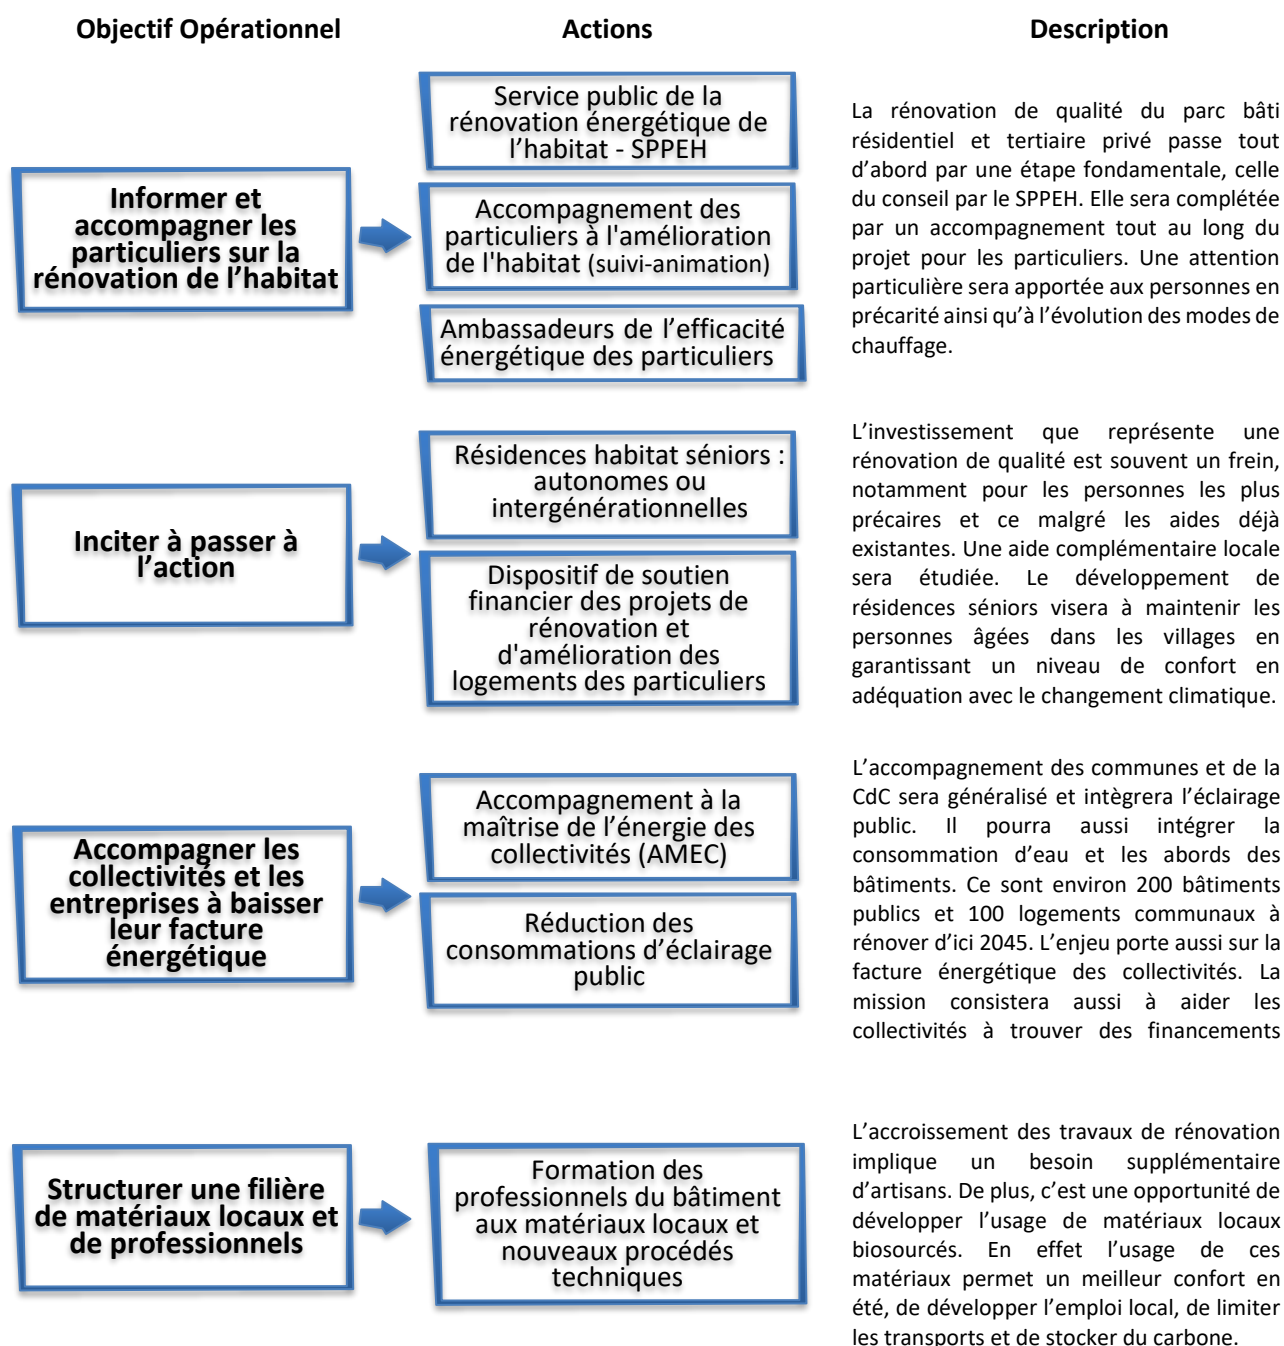 Objectif Opérationnel
Actions
Description
Informer et
accompagner les
particuliers sur la
rénovation de l’habitat
Service public de la
rénovation énergétique de
l’habitat - SPPEH
Accompagnement des
particuliers à l'amélioration
de l'habitat (suivi-animation)
Ambassadeurs de l’efficacité
énergétique des particuliers
La rénovation de qualité du parc bâti
résidentiel et tertiaire privé passe tout
d’abord par une étape fondamentale, celle
du conseil par le SPPEH. Elle sera complétée
par un accompagnement tout au long du
projet pour les particuliers. Une attention
particulière sera apportée aux personnes en
précarité ainsi qu’à l’évolution des modes de
chauffage.
Inciter à passer à
l’action
Résidences habitat séniors :
autonomes ou
intergénérationnelles
Dispositif de soutien
financier des projets de
rénovation et
d'amélioration des
logements des particuliers
L’investissement que représente une
rénovation de qualité est souvent un frein,
notamment pour les personnes les plus
précaires et ce malgré les aides déjà
existantes. Une aide complémentaire locale
sera étudiée. Le développement de
résidences séniors visera à maintenir les
personnes âgées dans les villages en
garantissant un niveau de confort en
adéquation avec le changement climatique.
Accompagner les
collectivités et les
entreprises à baisser
leur facture
énergétique
Accompagnement à la
maîtrise de l’énergie des
collectivités (AMEC)
Réduction des
consommations d’éclairage
public
L’accompagnement des communes et de la
CdC sera généralisé et intègrera l’éclairage
public. Il pourra aussi intégrer la
consommation d’eau et les abords des
bâtiments. Ce sont environ 200 bâtiments
publics et 100 logements communaux à
rénover d’ici 2045. L’enjeu porte aussi sur la
facture énergétique des collectivités. La
mission consistera aussi à aider les
collectivités à trouver des financements
Structurer une filière
de matériaux locaux et
de professionnels
Formation des
professionnels du bâtiment
aux matériaux locaux et
nouveaux procédés
techniques
L’accroissement des travaux de rénovation
implique un besoin supplémentaire
d’artisans. De plus, c’est une opportunité de
développer l’usage de matériaux locaux
biosourcés. En effet l’usage de ces
matériaux permet un meilleur confort en
été, de développer l’emploi local, de limiter
les transports et de stocker du carbone.